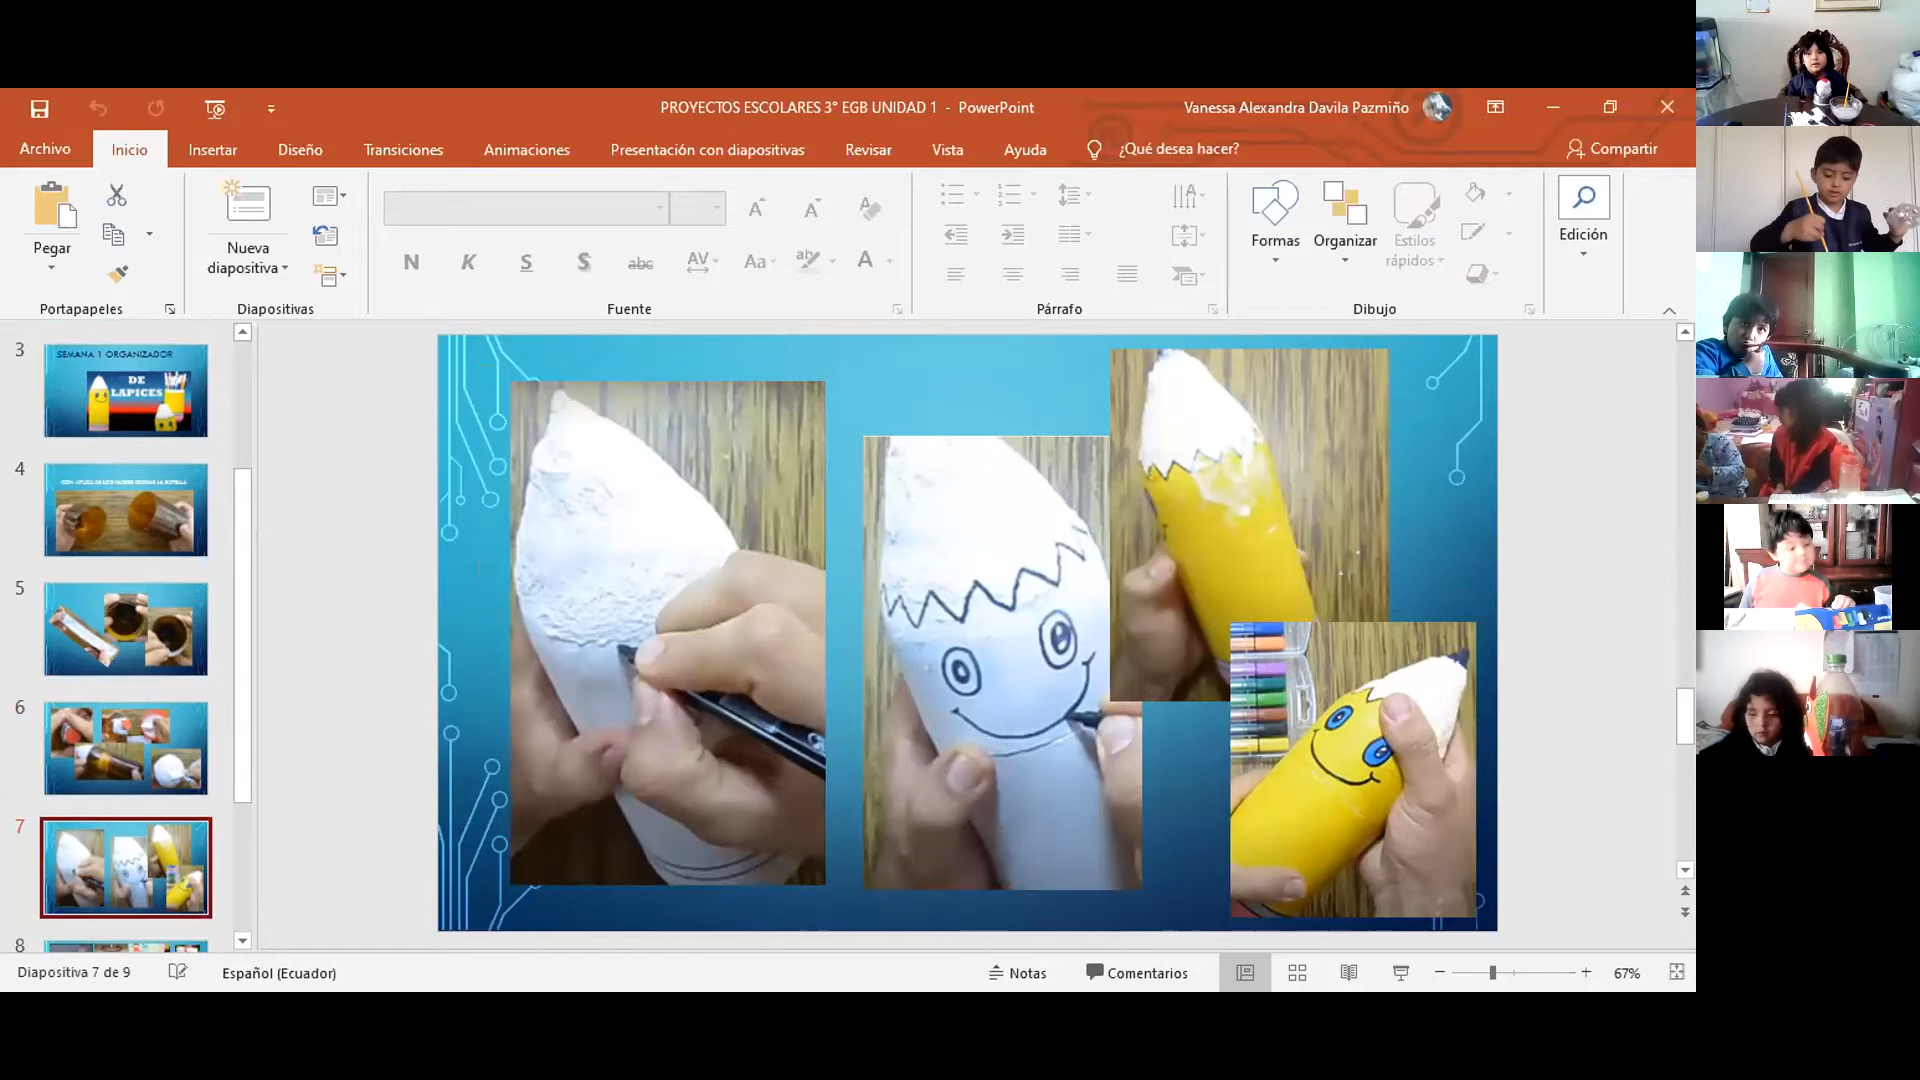 PROYECTOS ESCOLARES 3° EGB UNIDAD 1 - PowerPoint
Vanessa Alexandra Davila Pazmiño
Archivo
Inicio
Insertar
Diseño
Transiciones
Animaciones
Presentación con diapositivas
Revisar
Vista
Ayuda
¿Qué desea hacer?
Compartir
Pegar
Nueva
diapositiva
N
K
S
S
abc
AV
Aa
ab
A
Formas
Organizar
Estilos
rápidos
Edición
Portapapeles
Diapositivas
Fuente
Párrafo
Dibujo
3
SEMANA 1 ORGANIZADOR
DE
LAPICES
4
5
6
7
8
Diapositiva 7 de 9
Español (Ecuador)
Notas
Comentarios
67%